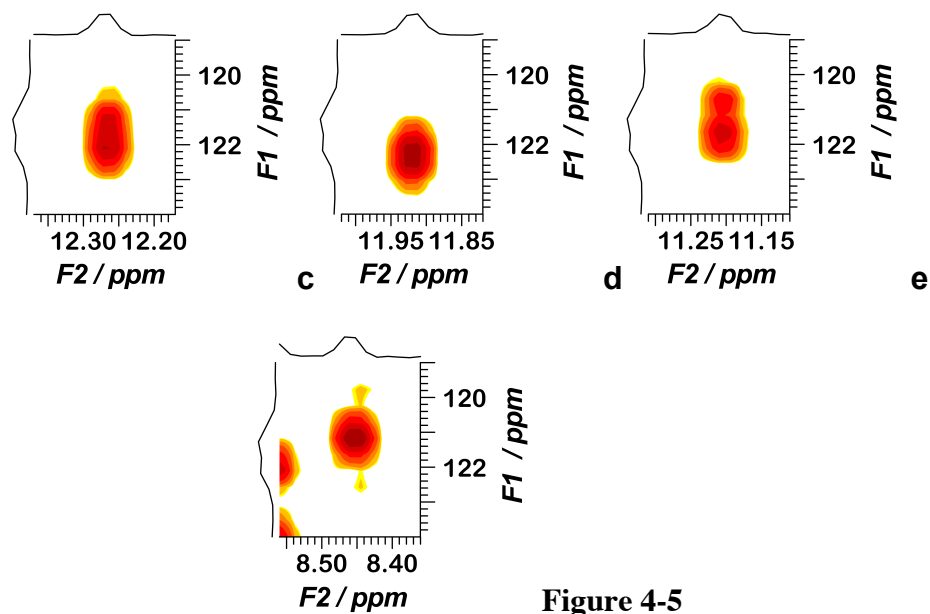 120
122
F1 / ppm
12.30 12.20
F2 / ppm
c
120
122
F1 / ppm
11.95 11.85
F2 / ppm
d
120
122
F1 / ppm
11.25 11.15
F2 / ppm
e
120
122
F1 / ppm
8.50 8.40
F2 / ppm
Figure 4-5